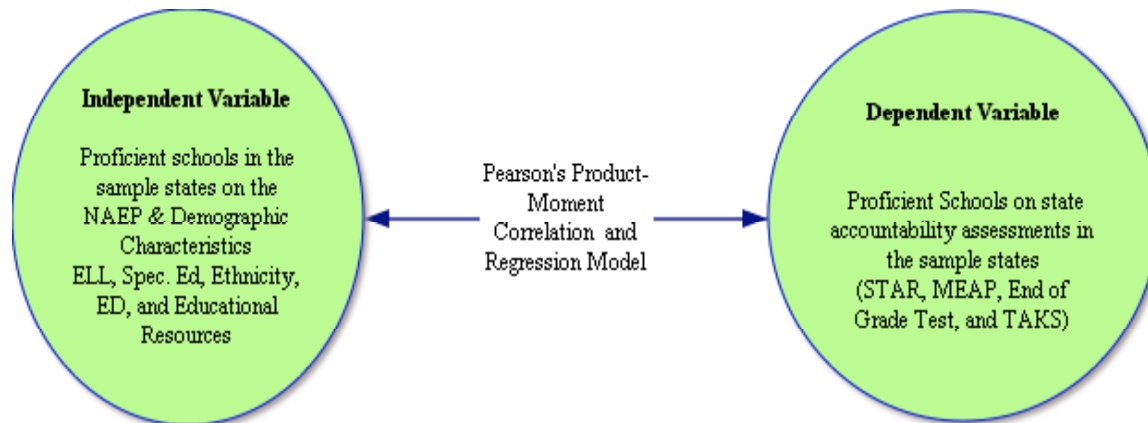 Independent Variable
Proficient schools in the
sample states on the
NAEP & Demographic
Characteristics
ELL, Spec. Ed, Ethnicity,
ED, and Educational
Resources
Pearson's Product-
Moment
Correlation and
Regression Model
Dependent Variable
Proficient Schools on state
accountability assessments in
the sample states
(STAR, MEAP, End of
Grade Test, and TAKS)